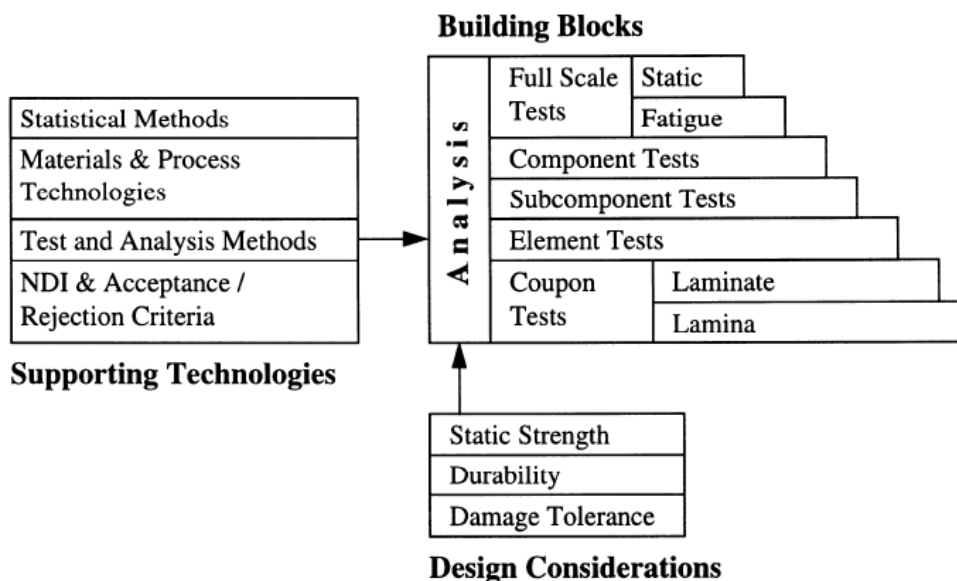 Building Blocks
Full Scale
Tests
Static
Fatigue
Component Tests
Subcomponent Tests
Element Tests
Coupon
Tests
Laminate
Lamina
Analysis
Statistical Methods
Materials & Process
Technologies
Test and Analysis Methods
NDI & Acceptance /
Rejection Criteria
Supporting Technologies
Static Strength
Durability
Damage Tolerance
Design Considerations